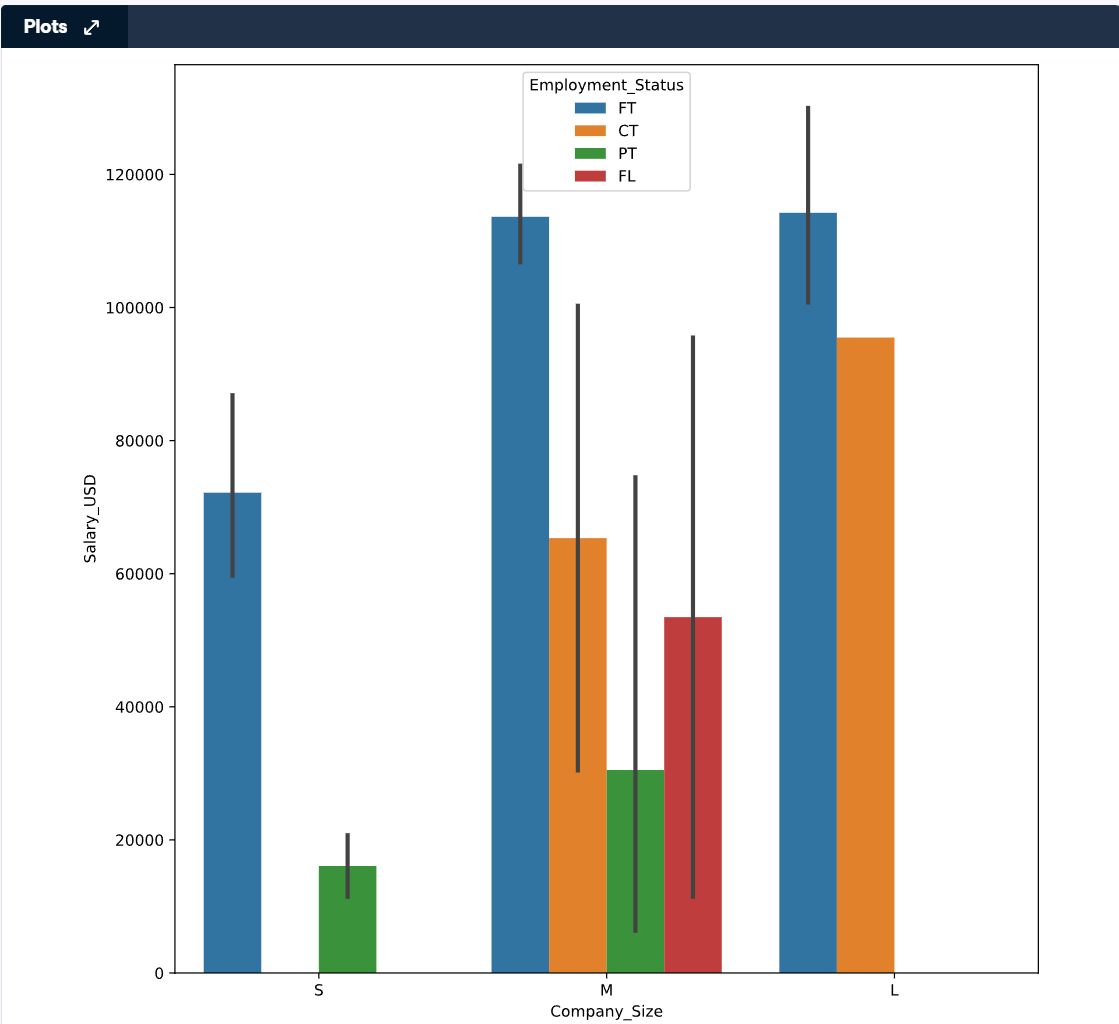 Plots
Employment_Status
FT
CT
PT
FL
120000
100000
80000
60000
40000
20000
0
Salary_USD
S
M
L
Company_Size